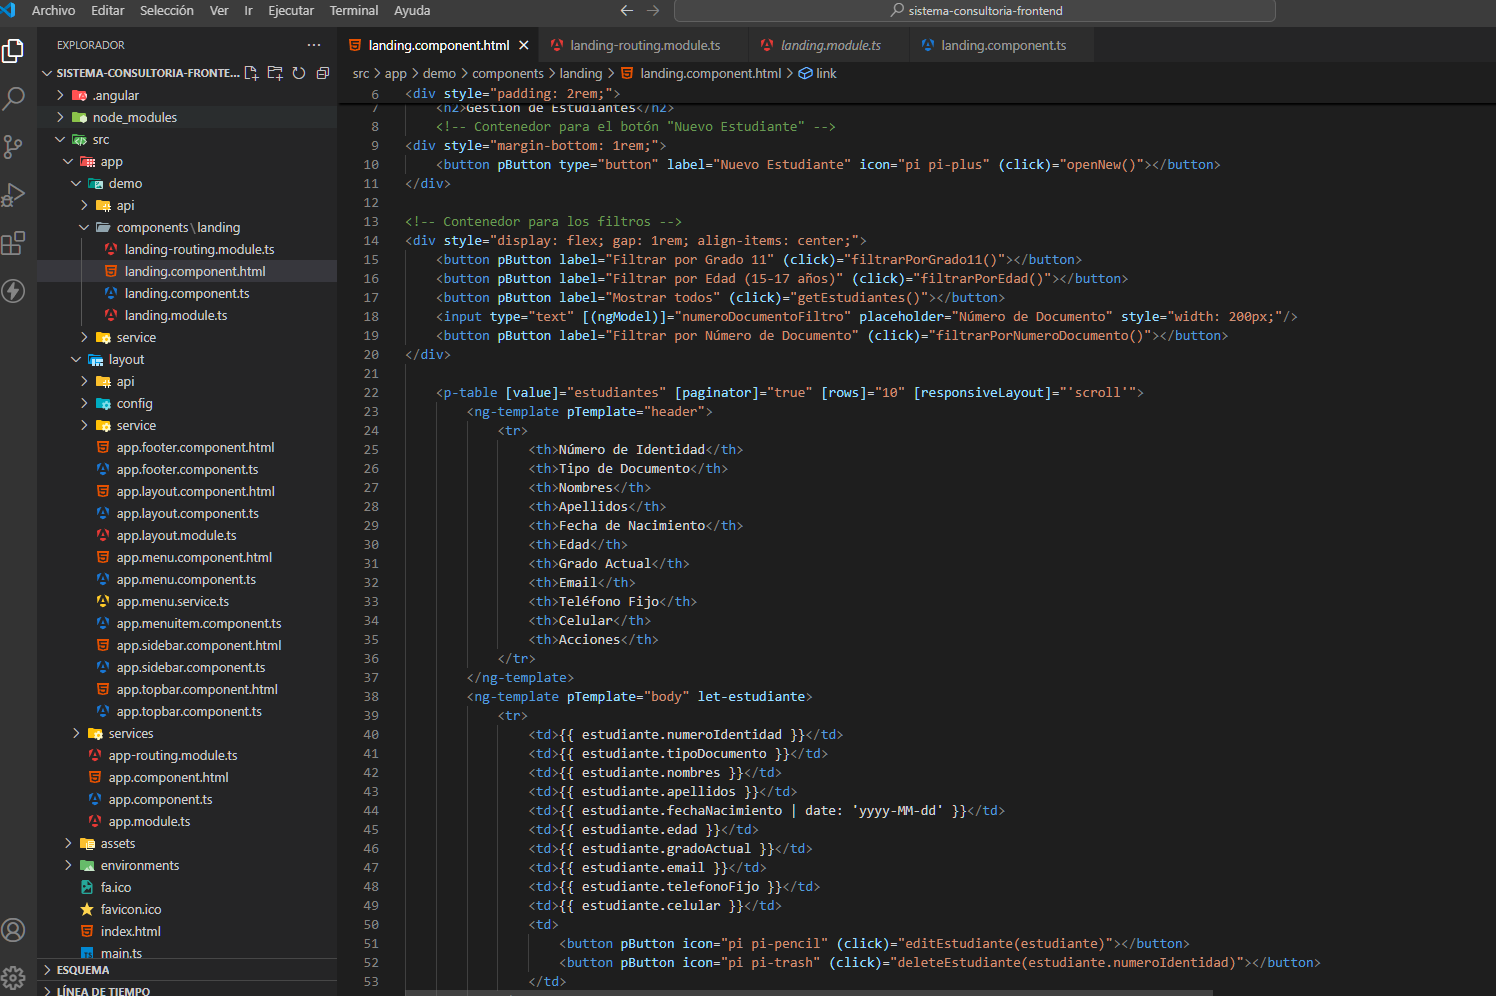 Archivo Editar Selección Ver Ir Ejecutar Terminal Ayuda
sistema-consultoria-frontend
EXPLORADOR
SISTEMA-CONSULTORIA-FRONTE...
.angular
node_modules
src
app
demo
api
components\landing
landing-routing.module.ts
landing.component.html
landing.component.ts
landing.module.ts
service
layout
api
config
service
app.footer.component.html
app.footer.component.ts
app.layout.component.html
app.layout.component.ts
app.layout.module.ts
app.menu.component.html
app.menu.component.ts
app.menu.service.ts
app.menuitem.component.ts
app.sidebar.component.html
app.sidebar.component.ts
app.topbar.component.html
app.topbar.component.ts
services
app-routing.module.ts
app.component.html
app.component.ts
app.module.ts
assets
environments
fa.ico
favicon.ico
index.html
main.ts
ESQUEMA
LÍNEA DE TIEMPO
landing.component.html landing-routing.module.ts landing.module.ts landing.component.ts
src > app > demo > components > landing > landing.component.html > link
6 <div style="padding: 2rem;">
7 <h2>Gestión de Estudiantes</h2>
8 <!-- Contenedor para el botón "Nuevo Estudiante" -->
9 <div style="margin-bottom: 1rem;">
10 <button pButton type="button" label="Nuevo Estudiante" icon="pi pi-plus" (click)="openNew()"></button>
11 </div>
12
13 <!-- Contenedor para los filtros -->
14 <div style="display: flex; gap: 1rem; align-items: center;">
15 <button pButton label="Filtrar por Grado 11" (click)="filtrarPorGrado11()"></button>
16 <button pButton label="Filtrar por Edad (15-17 años)" (click)="filtrarPorEdad()"></button>
17 <button pButton label="Mostrar todos" (click)="getEstudiantes()"></button>
18 <input type="text" [(ngModel)]="numeroDocumentoFiltro" placeholder="Número de Documento" style="width: 200px;"/>
19 <button pButton label="Filtrar por Número de Documento" (click)="filtrarPorNumeroDocumento()"></button>
20 </div>
21
22 <p-table [value]="estudiantes" [paginator]="true" [rows]="10" [responsiveLayout]="'scroll'">
23 <ng-template pTemplate="header">
24 <tr>
25 <th>Número de Identidad</th>
26 <th>Tipo de Documento</th>
27 <th>Nombres</th>
28 <th>Apellidos</th>
29 <th>Fecha de Nacimiento</th>
30 <th>Edad</th>
31 <th>Grado Actual</th>
32 <th>Email</th>
33 <th>Teléfono Fijo</th>
34 <th>Celular</th>
35 <th>Acciones</th>
36 </tr>
37 </ng-template>
38 <ng-template pTemplate="body" let-estudiante>
39 <tr>
40 <td>{{ estudiante.numeroIdentidad }}</td>
41 <td>{{ estudiante.tipoDocumento }}</td>
42 <td>{{ estudiante.nombres }}</td>
43 <td>{{ estudiante.apellidos }}</td>
44 <td>{{ estudiante.fechaNacimiento | date: 'yyyy-MM-dd' }}</td>
45 <td>{{ estudiante.edad }}</td>
46 <td>{{ estudiante.gradoActual }}</td>
47 <td>{{ estudiante.email }}</td>
48 <td>{{ estudiante.telefonoFijo }}</td>
49 <td>{{ estudiante.celular }}</td>
50 <td>
51 <button pButton icon="pi pi-pencil" (click)="editEstudiante(estudiante)"></button>
52 <button pButton icon="pi pi-trash" (click)="deleteEstudiante(estudiante.numeroIdentidad)"></button>
53 </td>